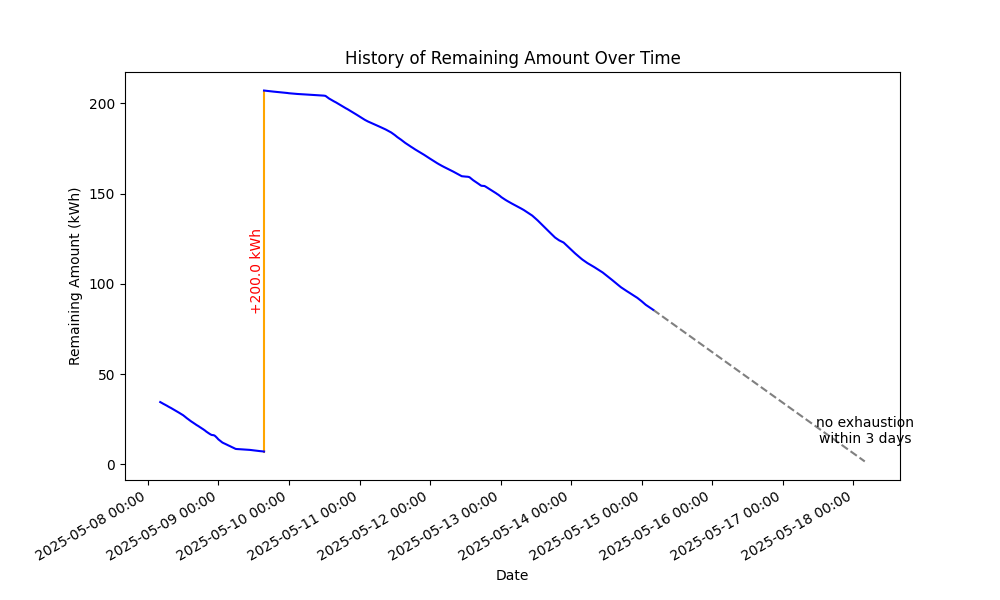 History of Remaining Amount Over Time
Remaining Amount (kWh)
200
150
100
50
0
+200.0 kWh
no exhaustion
within 3 days
2025-05-08 00:00
2025-05-09 00:00
2025-05-10 00:00
2025-05-11 00:00
2025-05-12 00:00
2025-05-13 00:00
2025-05-14 00:00
2025-05-15 00:00
2025-05-16 00:00
2025-05-17 00:00
2025-05-18 00:00
Date